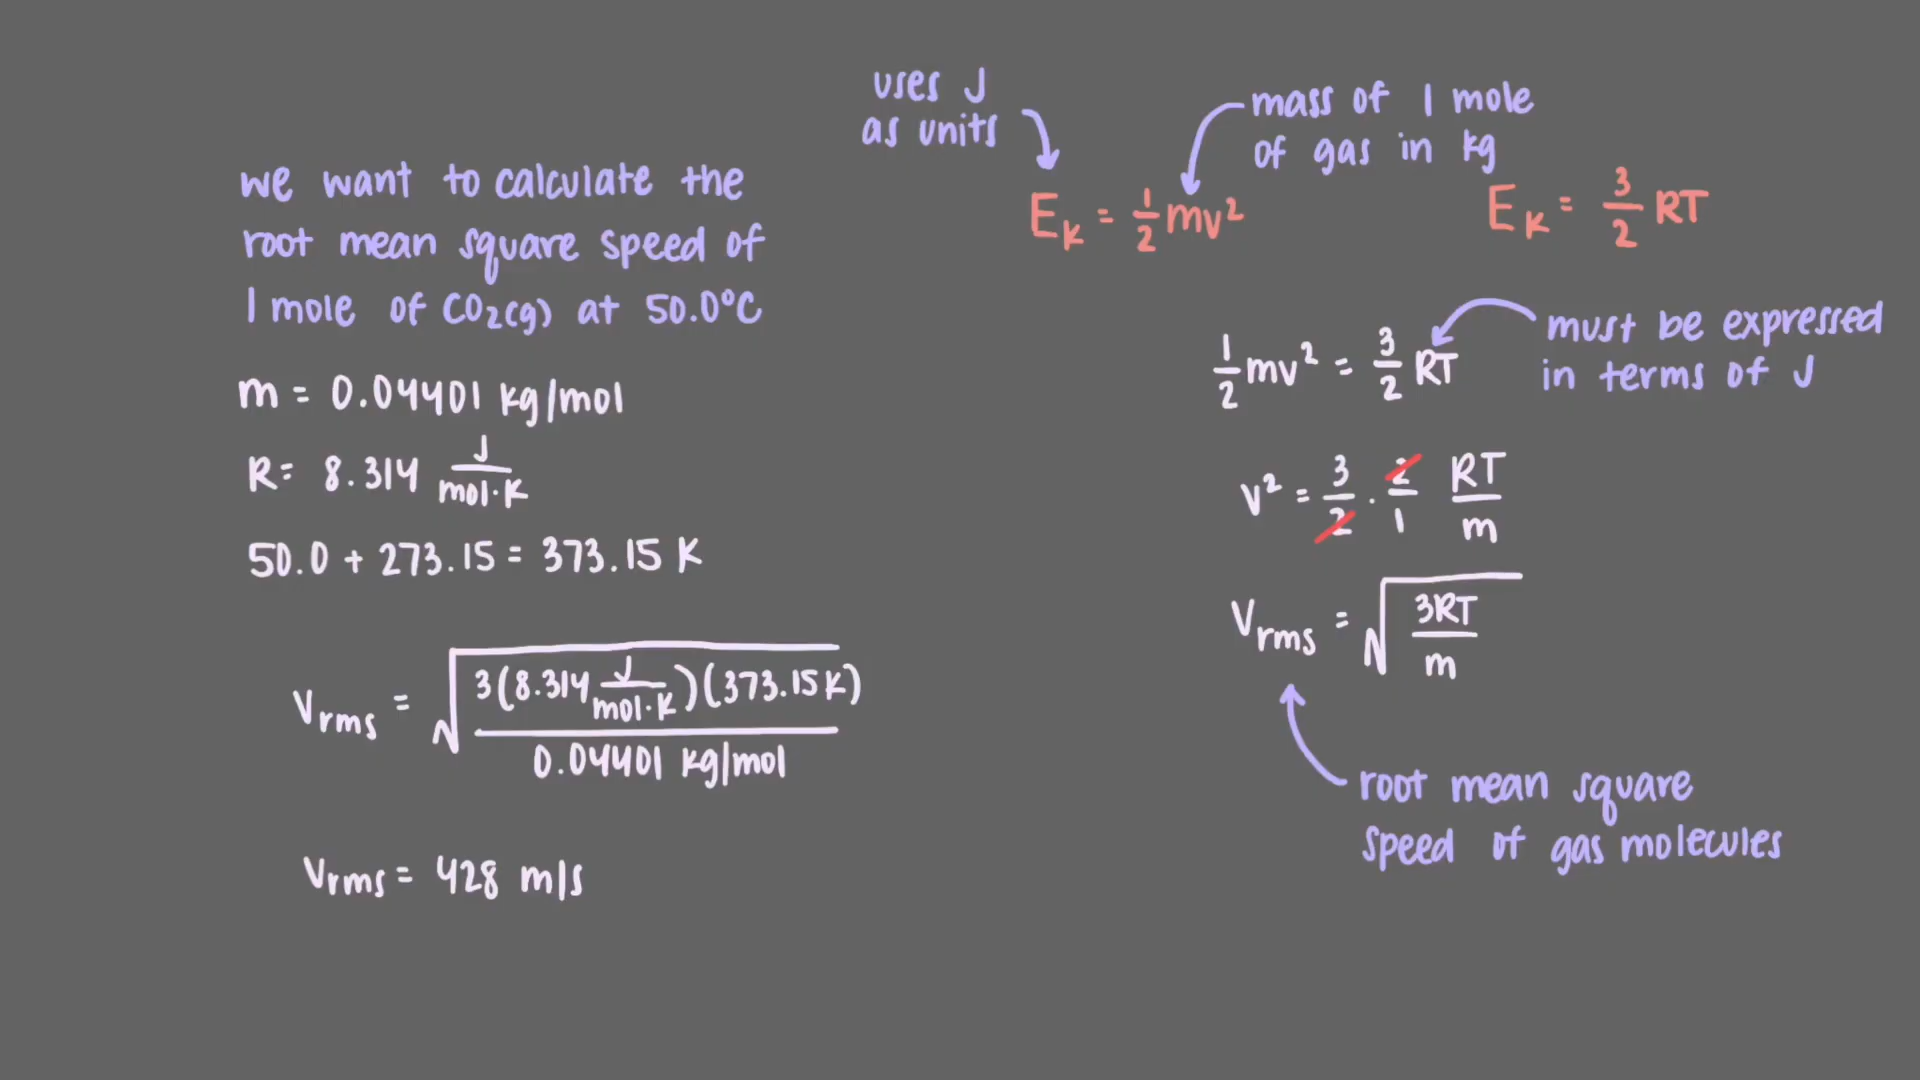 we want to calculate the
root mean square speed of
1 mole of CO₂(g) at 50.0°C
m = 0.04401 kg/mol
R = 8.314 J/mol·K
50.0 + 273.15 = 373.15 K
Vrms = √(3(8.314 J/mol·K)(373.15 K) / 0.04401 kg/mol)
Vrms = 428 m/s
uses J
as units
mass of 1 mole
of gas in kg
Eₖ = 1/2 mv²
Eₖ = 3/2 RT
1/2 mv² = 3/2 RT
must be expressed
in terms of J
v² = 3/2 · 2/1 RT/m
Vrms = √(3RT/m)
root mean square
speed of gas molecules